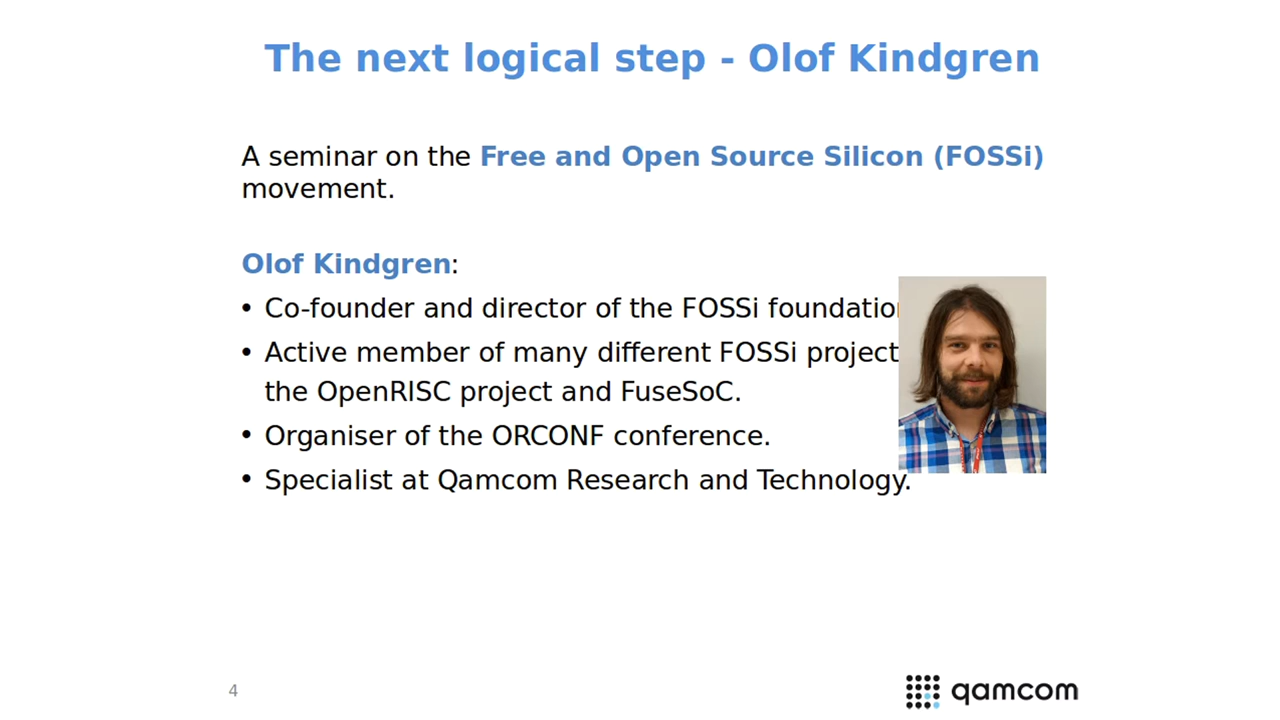 The next logical step - Olof Kindgren
A seminar on the Free and Open Source Silicon (FOSSi)
movement.
Olof Kindgren:
• Co-founder and director of the FOSSi foundation
• Active member of many different FOSSi project
the OpenRISC project and FuseSoC.
• Organiser of the ORCONF conference.
• Specialist at Qamcom Research and Technology.
4
qamcom